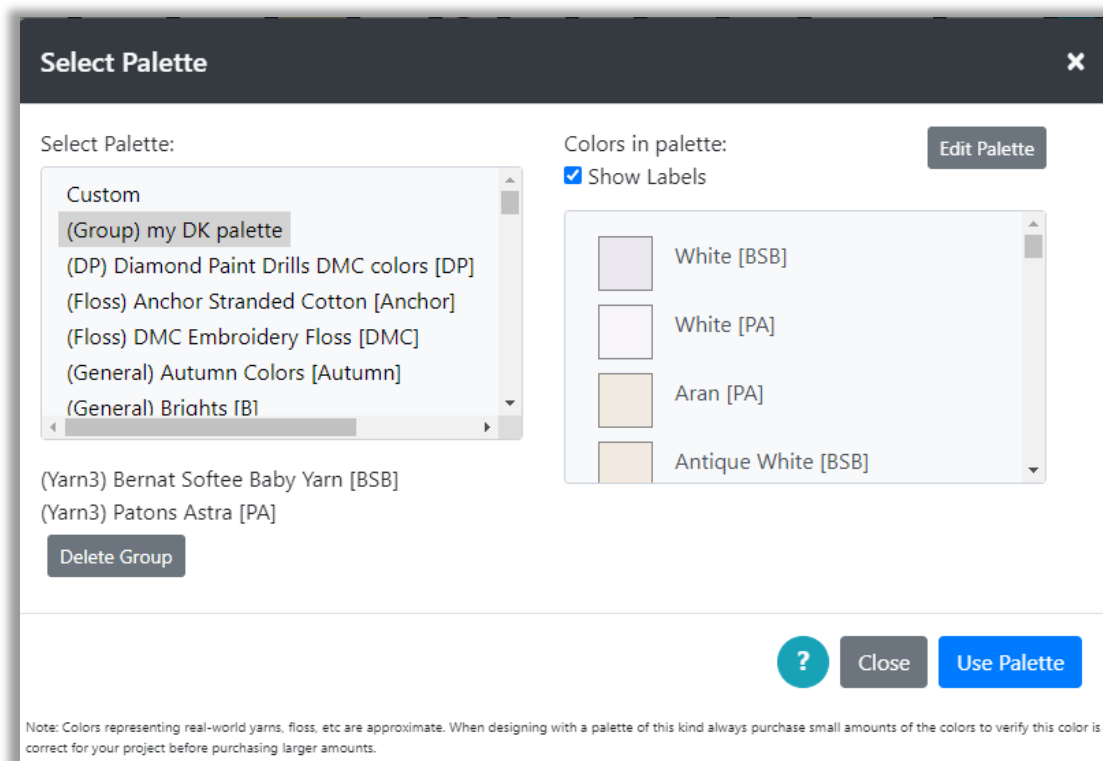 Select Palette
×
Select Palette:
Custom
(Group) my DK palette
(DP) Diamond Paint Drills DMC colors [DP]
(Floss) Anchor Stranded Cotton [Anchor]
(Floss) DMC Embroidery Floss [DMC]
(General) Autumn Colors [Autumn]
(General) Brights [B]
(Yarn3) Bernat Softee Baby Yarn [BSB]
(Yarn3) Patons Astra [PA]
Delete Group
Colors in palette:
Edit Palette
Show Labels
White [BSB]
White [PA]
Aran [PA]
Antique White [BSB]
?
Close
Use Palette
Note: Colors representing real-world yarns, floss, etc are approximate. When designing with a palette of this kind always purchase small amounts of the colors to verify this color is
correct for your project before purchasing larger amounts.